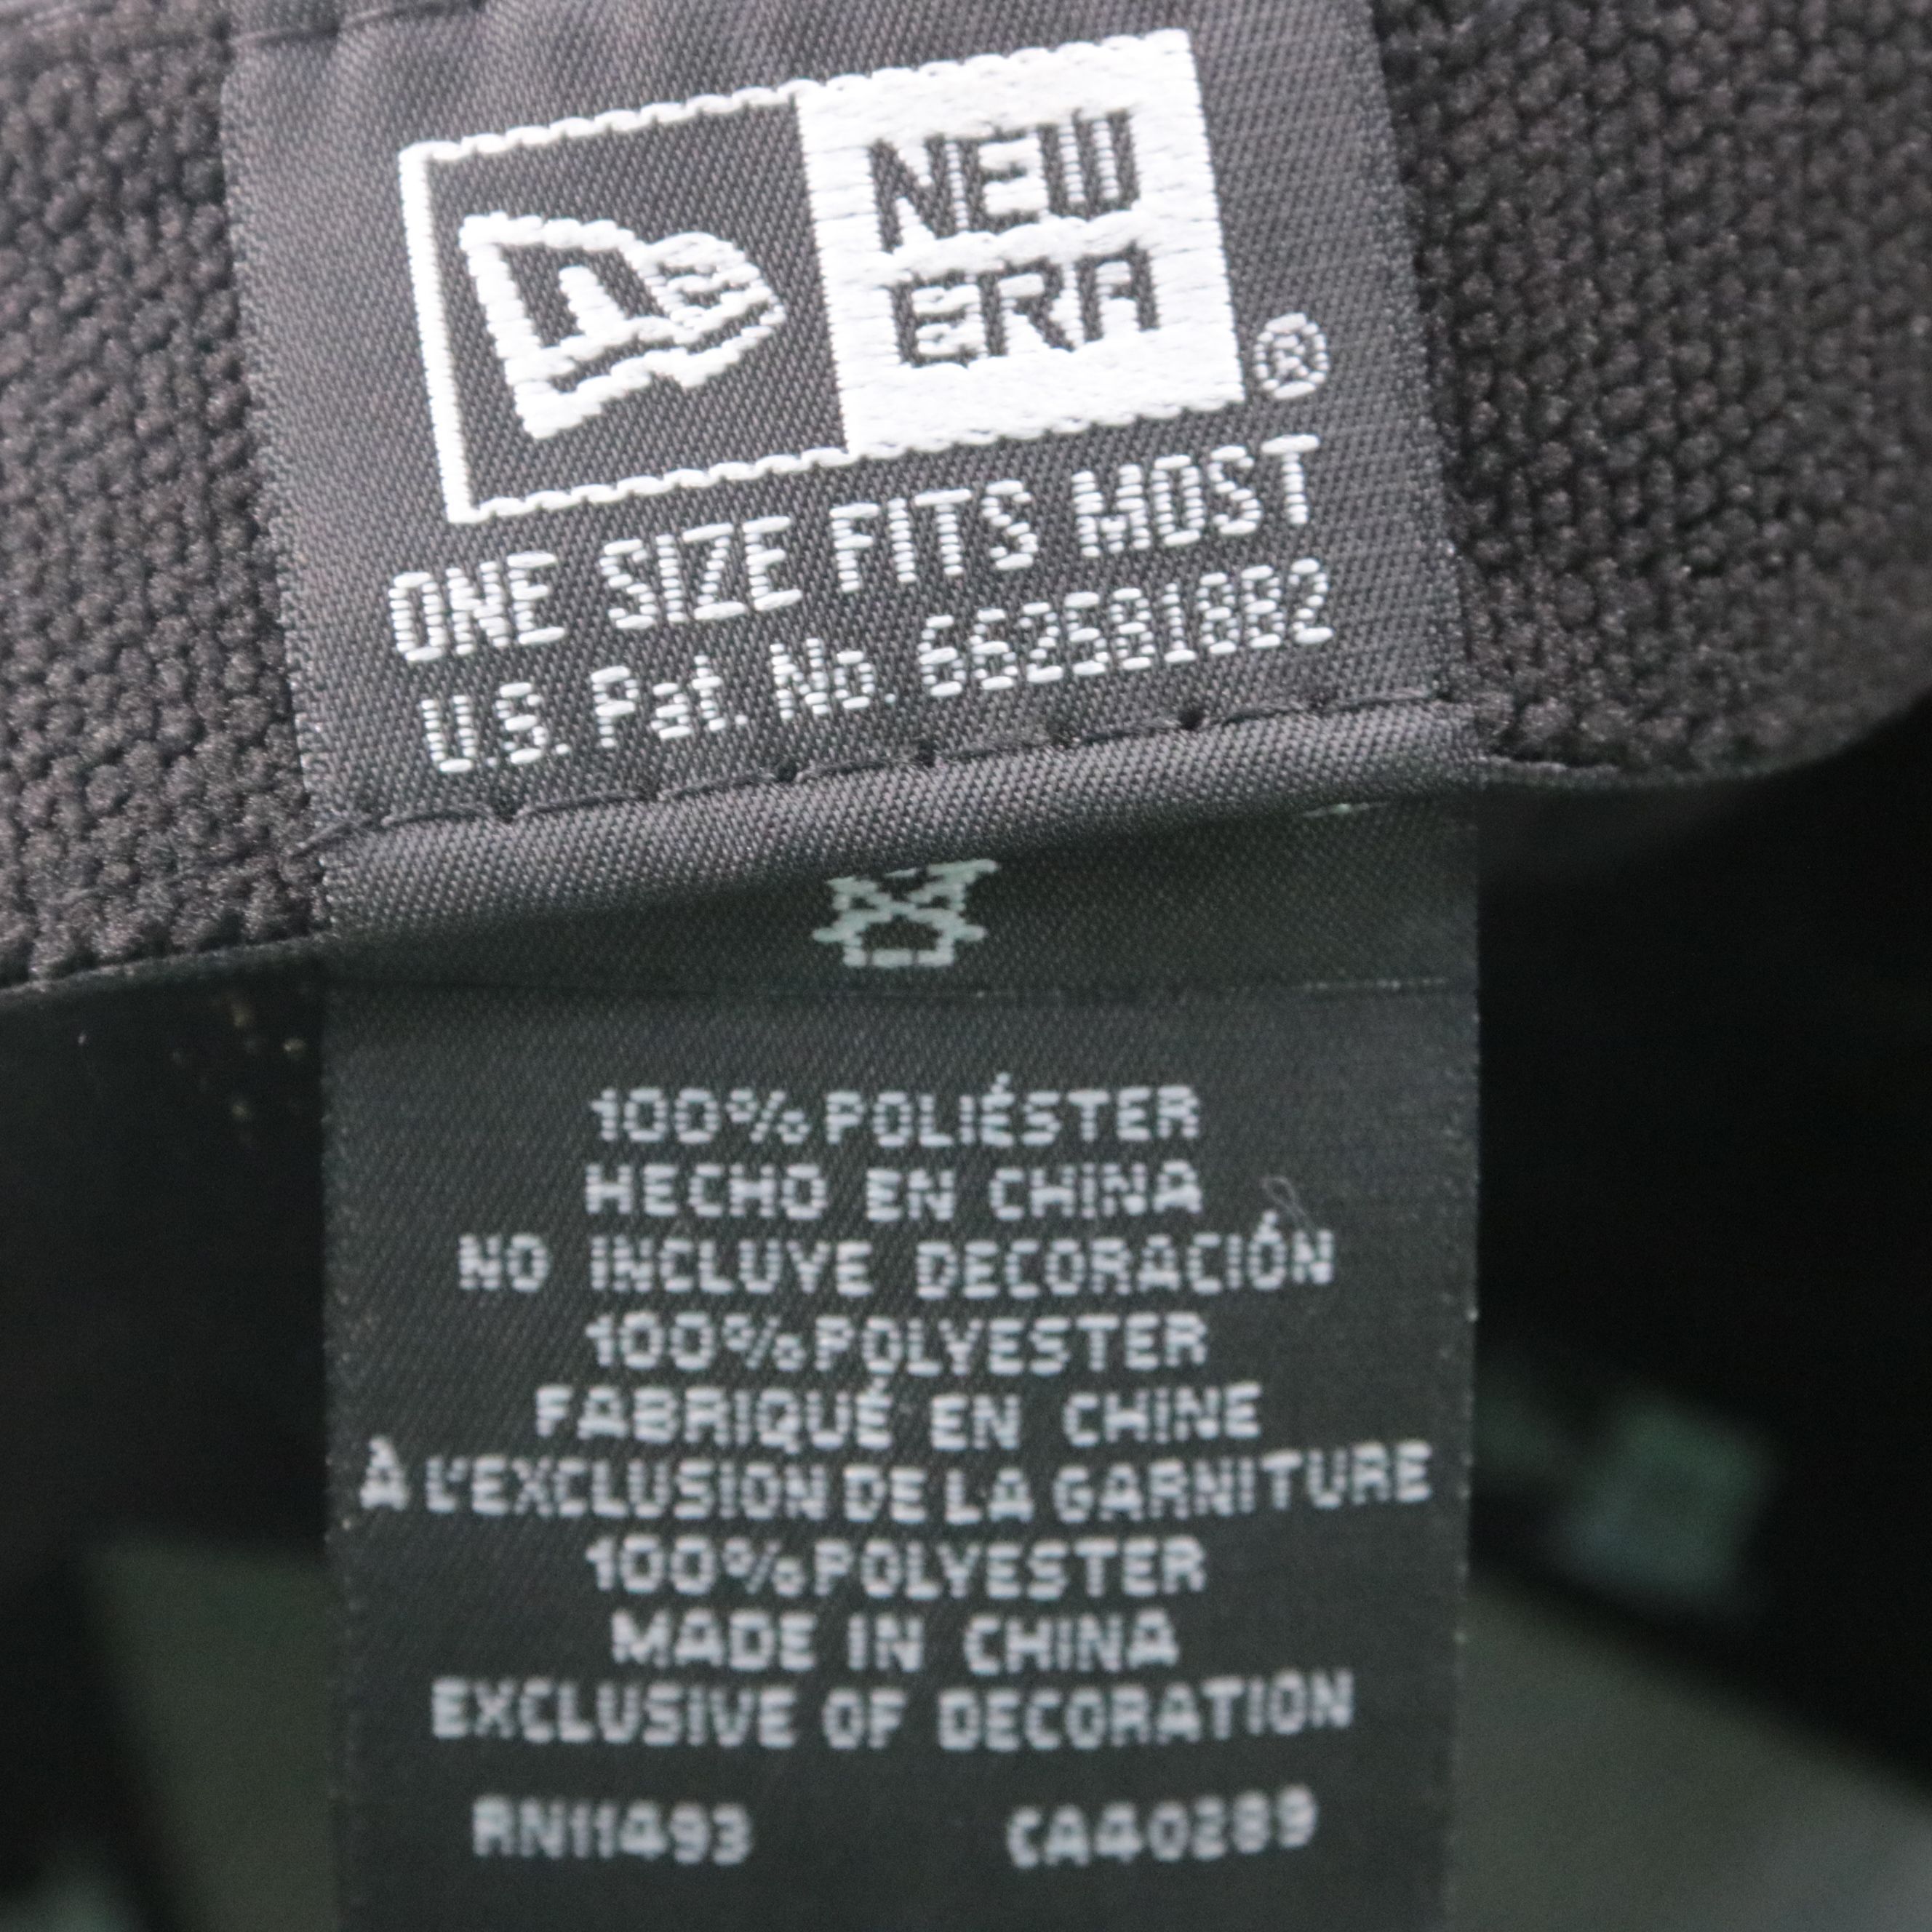 NEW
ERA
®
ONE SIZE FITS MOST
U.S. Pat. No. 6625818B2
100% POLIÉSTER
HECHO EN CHINA
NO INCLUYE DECORACIÓN
100% POLYESTER
FABRIQUÉ EN CHINE
À L'EXCLUSION DE LA GARNITURE
100% POLYESTER
MADE IN CHINA
EXCLUSIVE OF DECORATION
RN11493 CA40289